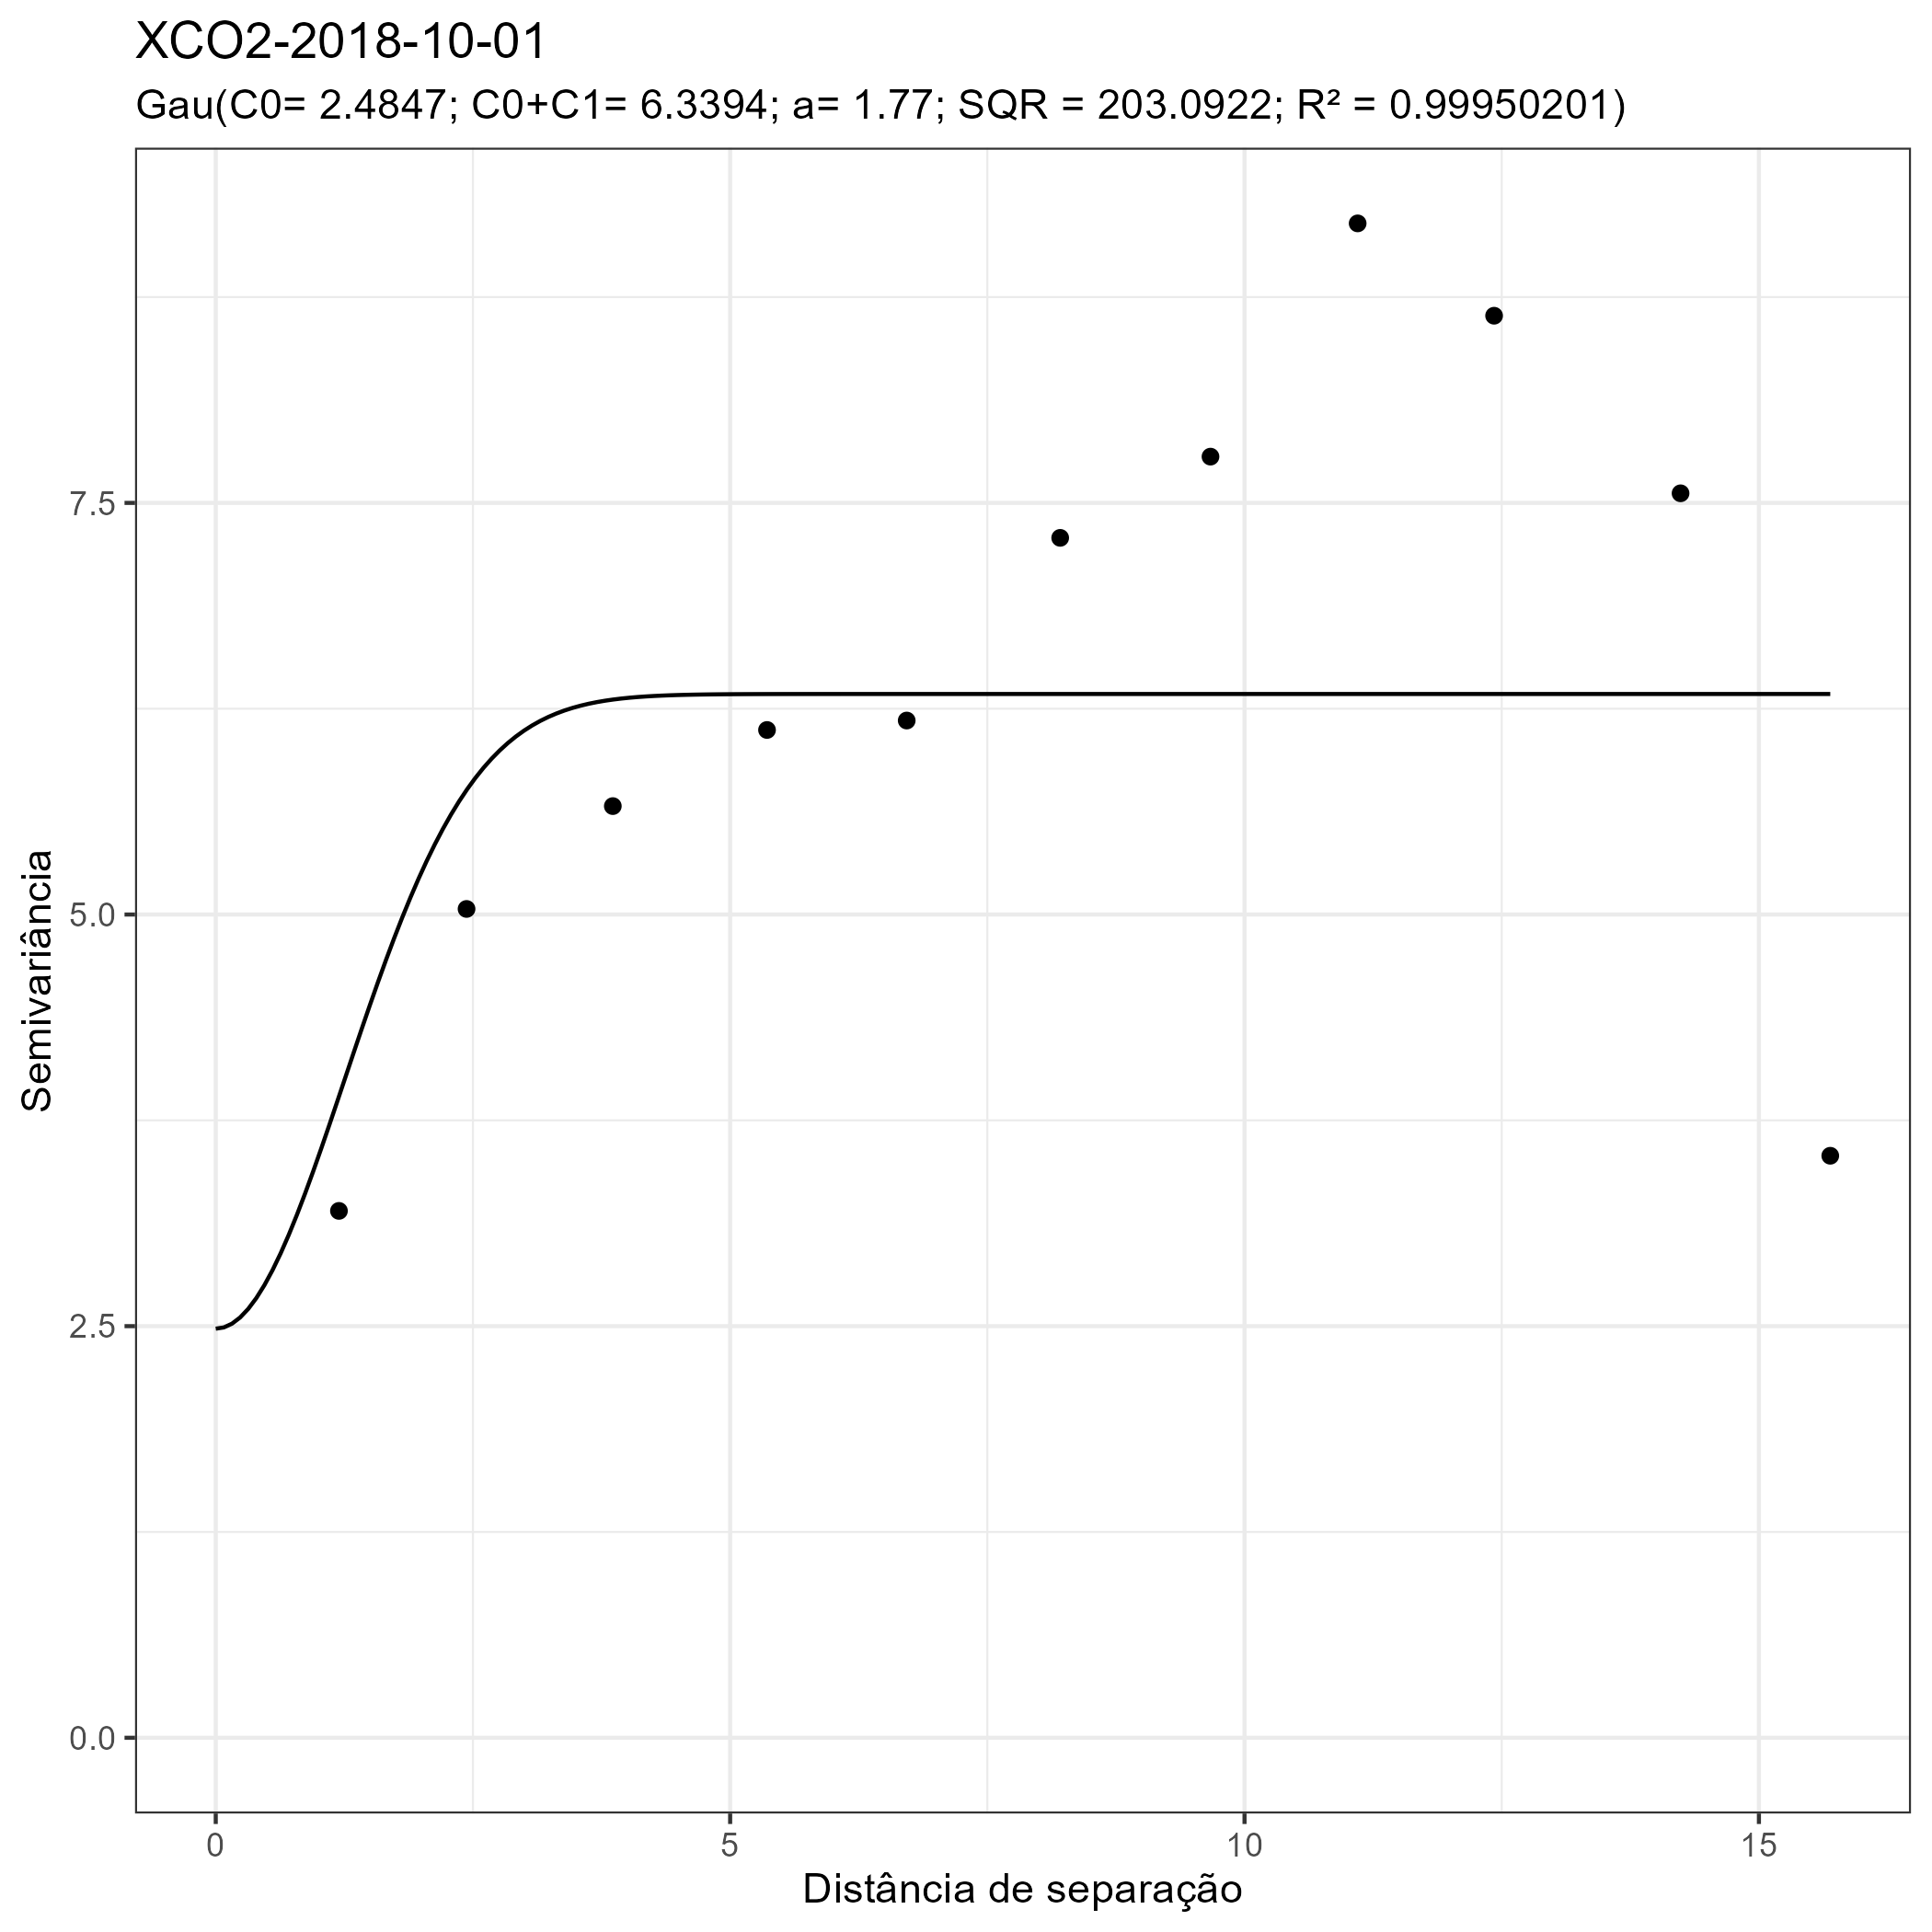 XCO2-2018-10-01
Gau(C0= 2.4847; C0+C1= 6.3394; a= 1.77; SQR = 203.0922; R² = 0.99950201)
7.5
5.0
2.5
0.0
Semivariância
0 5 10 15
Distância de separação